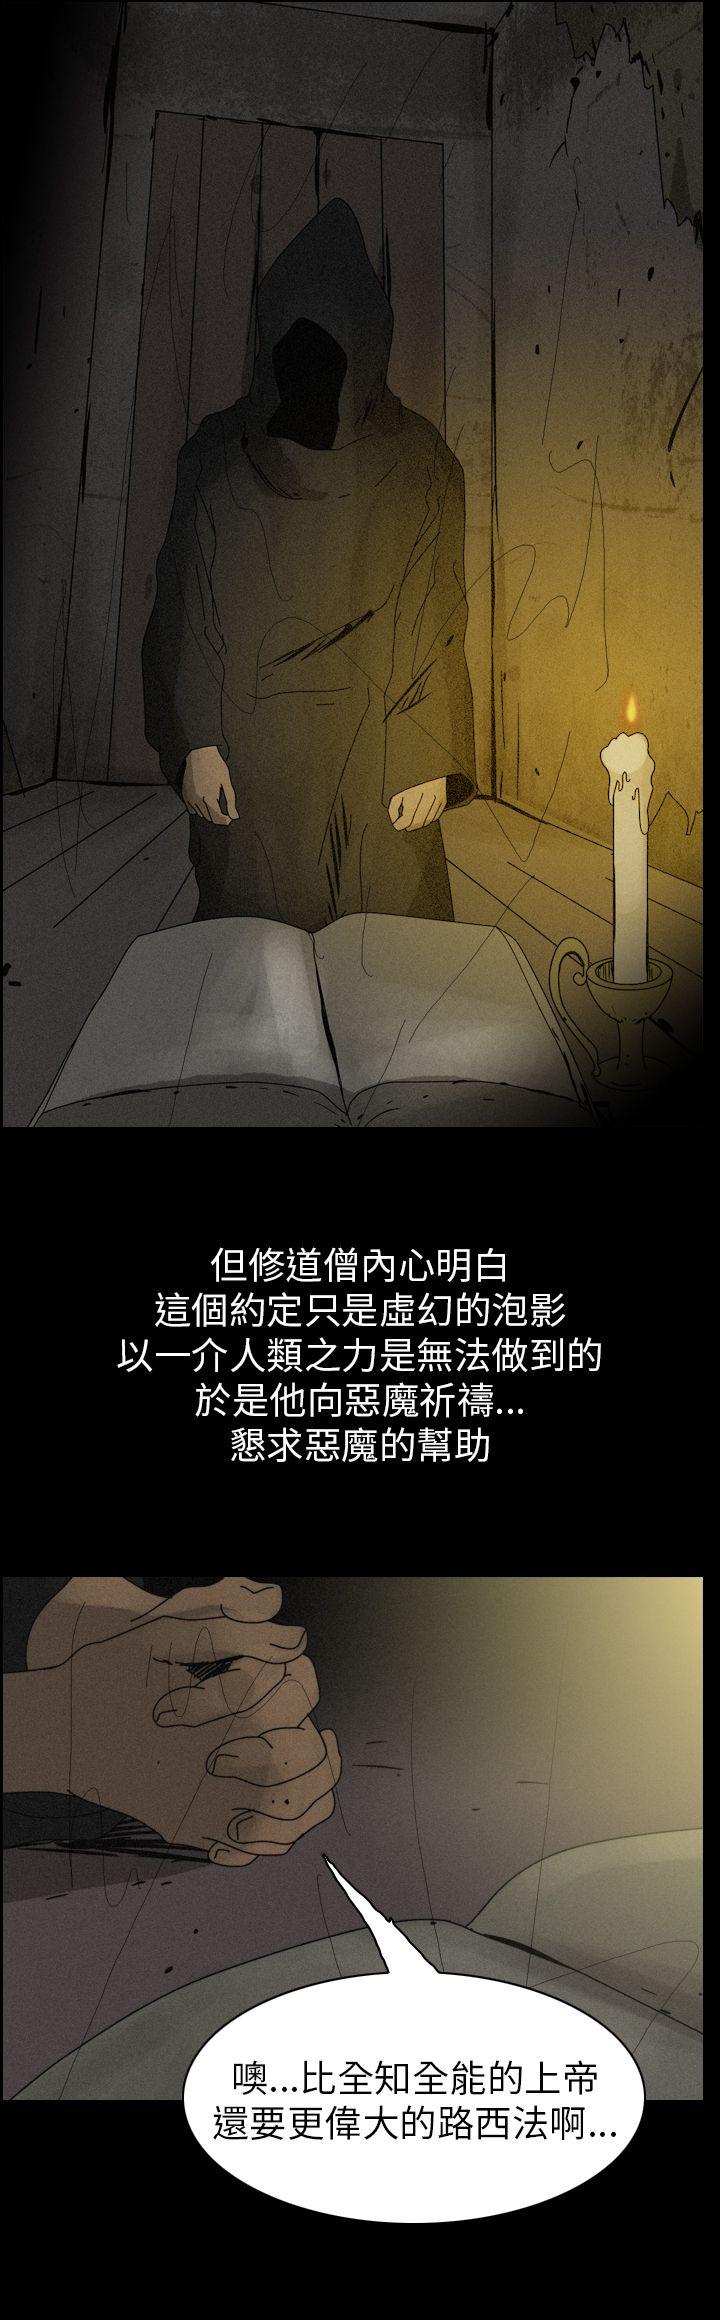 但修道僧內心明白
這個約定只是虛幻的泡影
以一介人類之力是無法做到的
於是他向惡魔祈禱...
懇求惡魔的幫助
噢...比全知全能的上帝
還要更偉大的路西法啊...